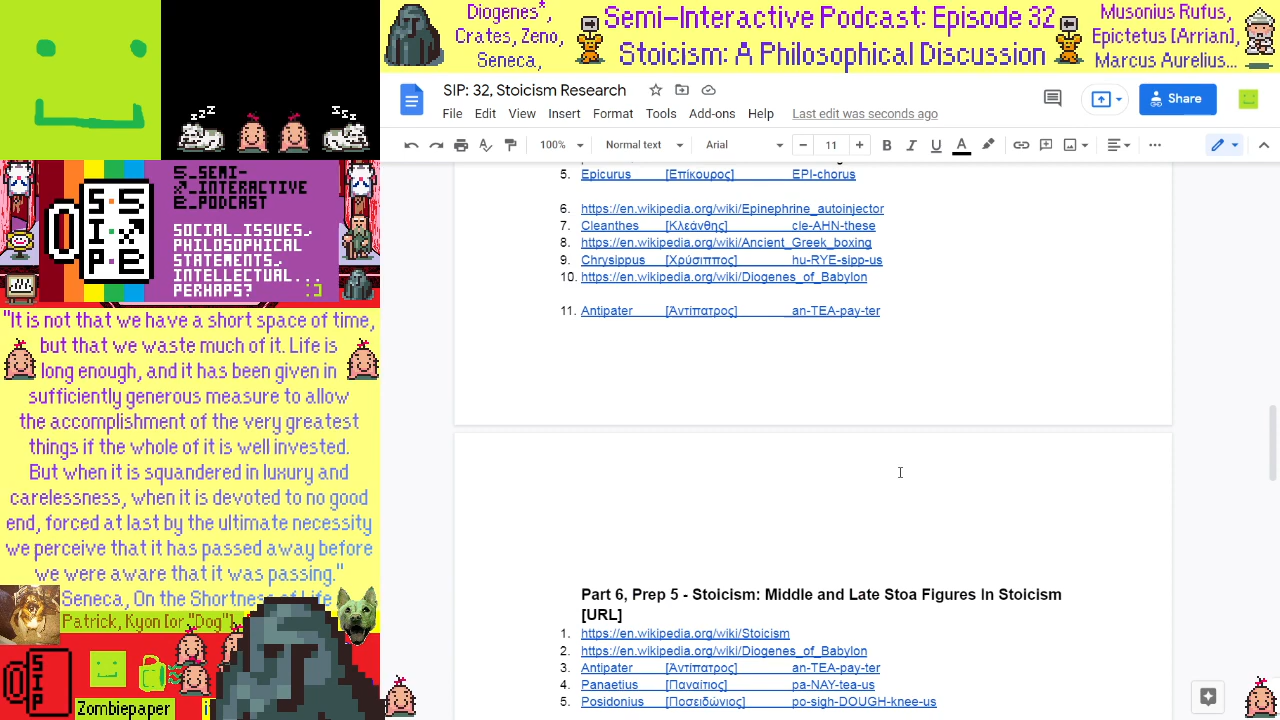 Diogenes*,
Crates, Zeno,
Seneca,
Semi-Interactive Podcast: Episode 32
Stoicism: A Philosophical Discussion
Musonius Rufus,
Epictetus [Arrian],
Marcus Aurelius...
SIP: 32, Stoicism Research
File Edit View Insert Format Tools Add-ons Help Last edit was seconds ago
Share
100% Normal text Arial 11
5. Epicurus [Επίκουρος] EPI-chorus
6. https://en.wikipedia.org/wiki/Epinephrine_autoinjector
7. Cleanthes [Κλεάνθης] cle-AHN-these
8. https://en.wikipedia.org/wiki/Ancient_Greek_boxing
9. Chrysippus [Χρύσιππος] hu-RYE-sipp-us
10. https://en.wikipedia.org/wiki/Diogenes_of_Babylon
11. Antipater [Ἀντίπατρος] an-TEA-pay-ter
Part 6, Prep 5 - Stoicism: Middle and Late Stoa Figures In Stoicism
[URL]
1. https://en.wikipedia.org/wiki/Stoicism
2. https://en.wikipedia.org/wiki/Diogenes_of_Babylon
3. Antipater [Ἀντίπατρος] an-TEA-pay-ter
4. Panaetius [Παναίτιος] pa-NAY-tea-us
5. Posidonius [Ποσειδώνιος] po-sigh-DOUGH-knee-us
zzZ
zzZ
S_SEMI-
_INTERACTIVE
_PODCAST
SOCIAL_ISSUES,
PHILOSOPHICAL
STATEMENTS,
INTELLECTUAL...
PERHAPS? :J
"It is not that we have a short space of time,
but that we waste much of it. Life is
long enough, and it has been given in
sufficiently generous measure to allow
the accomplishment of the very greatest
things if the whole of it is well invested.
But when it is squandered in luxury and
carelessness, when it is devoted to no good
end, forced at last by the ultimate necessity
we perceive that it has passed away before
we were aware that it was passing."
Seneca, On the Shortness of Life
Patrick, Kyon [or "Dog"]
SIP
Zombiepaper